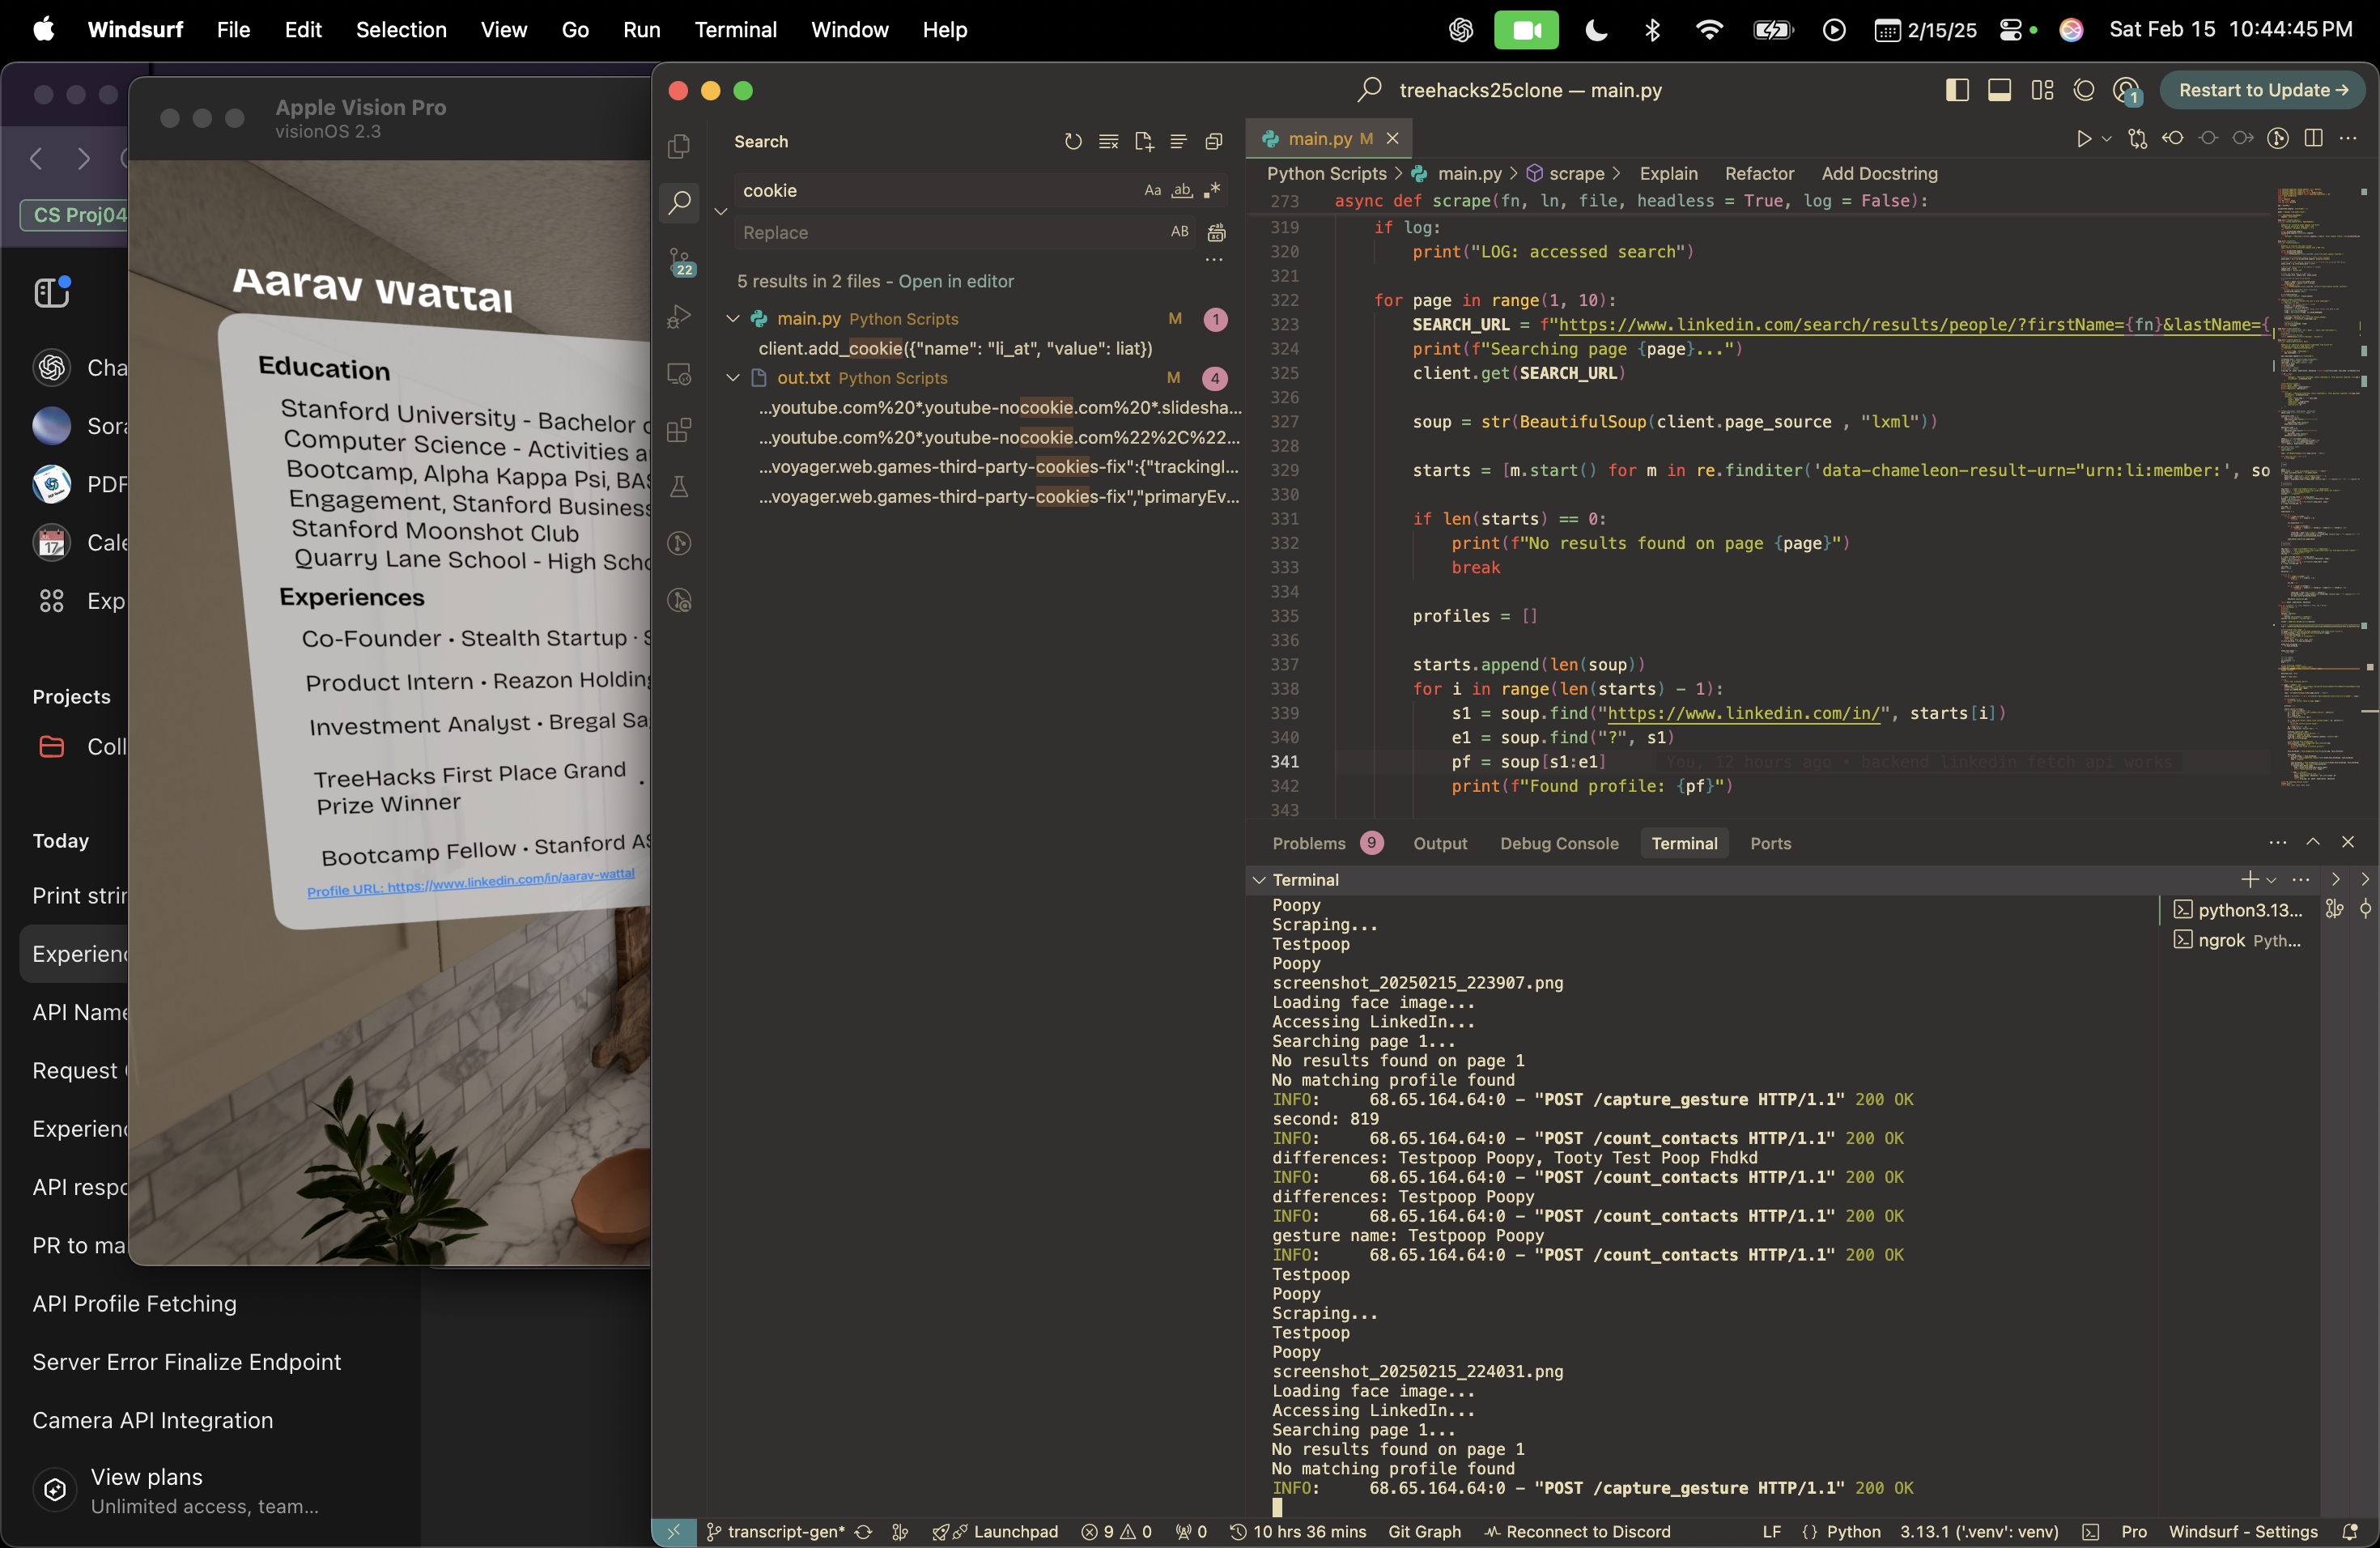 Windsurf File Edit Selection View Go Run Terminal Window Help
2/15/25 Sat Feb 15 10:44:45 PM
Apple Vision Pro
visionOS 2.3
CS Proj04
Cha
Sora
PDF
17 Cale
Exp
Projects
Coll
Today
Print strin
Experienc
API Name
Request
Experienc
API respo
PR to ma
API Profile Fetching
Server Error Finalize Endpoint
Camera API Integration
View plans
Unlimited access, team...
Aarav Wattal
Education
Stanford University - Bachelor o
Computer Science - Activities a
Bootcamp, Alpha Kappa Psi, BAS
Engagement, Stanford Business
Stanford Moonshot Club
Quarry Lane School - High Scho
Experiences
Co-Founder • Stealth Startup · S
Product Intern • Reazon Holding
Investment Analyst • Bregal Sa
TreeHacks First Place Grand ·
Prize Winner
Bootcamp Fellow • Stanford AS
Profile URL: https://www.linkedin.com/in/aarav-wattal
treehacks25clone — main.py
1
Restart to Update →
Search
cookie
Aa ab
Replace
AB
22
5 results in 2 files - Open in editor
main.py Python Scripts M 1
client.add_cookie({"name": "li_at", "value": liat})
out.txt Python Scripts M 4
...youtube.com%20*.youtube-nocookie.com%20*.slidesha...
...youtube.com%20*.youtube-nocookie.com%22%2C%22...
...voyager.web.games-third-party-cookies-fix":{"trackingI...
...voyager.web.games-third-party-cookies-fix","primaryEv...
main.py M
Python Scripts > main.py > scrape > Explain Refactor Add Docstring
273 async def scrape(fn, ln, file, headless = True, log = False):
319 if log:
320 print("LOG: accessed search")
321
322 for page in range(1, 10):
323 SEARCH_URL = f"https://www.linkedin.com/search/results/people/?firstName={fn}&lastName={
324 print(f"Searching page {page}...")
325 client.get(SEARCH_URL)
326
327 soup = str(BeautifulSoup(client.page_source , "lxml"))
328
329 starts = [m.start() for m in re.finditer('data-chameleon-result-urn="urn:li:member:', so
330
331 if len(starts) == 0:
332 print(f"No results found on page {page}")
333 break
334
335 profiles = []
336
337 starts.append(len(soup))
338 for i in range(len(starts) - 1):
339 s1 = soup.find("https://www.linkedin.com/in/", starts[i])
340 e1 = soup.find("?", s1)
341 pf = soup[s1:e1] You, 12 hours ago • backend linkedin fetch api works
342 print(f"Found profile: {pf}")
343
Problems 9 Output Debug Console Terminal Ports
Terminal
python3.13...
ngrok Pyth...
Poopy
Scraping...
Testpoop
Poopy
screenshot_20250215_223907.png
Loading face image...
Accessing LinkedIn...
Searching page 1...
No results found on page 1
No matching profile found
INFO: 68.65.164.64:0 - "POST /capture_gesture HTTP/1.1" 200 OK
second: 819
INFO: 68.65.164.64:0 - "POST /count_contacts HTTP/1.1" 200 OK
differences: Testpoop Poopy, Tooty Test Poop Fhdkd
INFO: 68.65.164.64:0 - "POST /count_contacts HTTP/1.1" 200 OK
differences: Testpoop Poopy
INFO: 68.65.164.64:0 - "POST /count_contacts HTTP/1.1" 200 OK
gesture name: Testpoop Poopy
INFO: 68.65.164.64:0 - "POST /count_contacts HTTP/1.1" 200 OK
Testpoop
Poopy
Scraping...
Testpoop
Poopy
screenshot_20250215_224031.png
Loading face image...
Accessing LinkedIn...
Searching page 1...
No results found on page 1
No matching profile found
INFO: 68.65.164.64:0 - "POST /capture_gesture HTTP/1.1" 200 OK
transcript-gen* Launchpad 9 0 0 10 hrs 36 mins Git Graph Reconnect to Discord LF {} Python 3.13.1 ('.venv': venv) Pro Windsurf - Settings